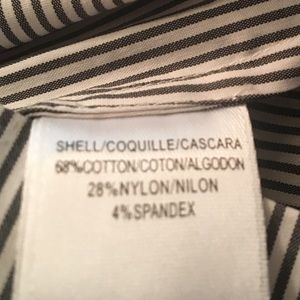 SHELL/COQUILLE/CASCARA
68%COTTON/COTON/ALGODON
28%NYLON/NILON
4%SPANDEX